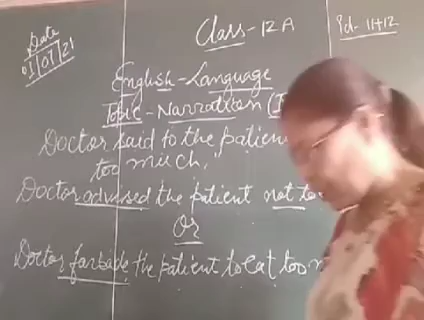 Date
01/07/21
Class - 12 A
Pd - 11+12
English - Language
Topic - Narration (I
Doctor said to the patient
too much."
Doctor advised the patient not to
Or
Doctor forbade the patient to eat too m